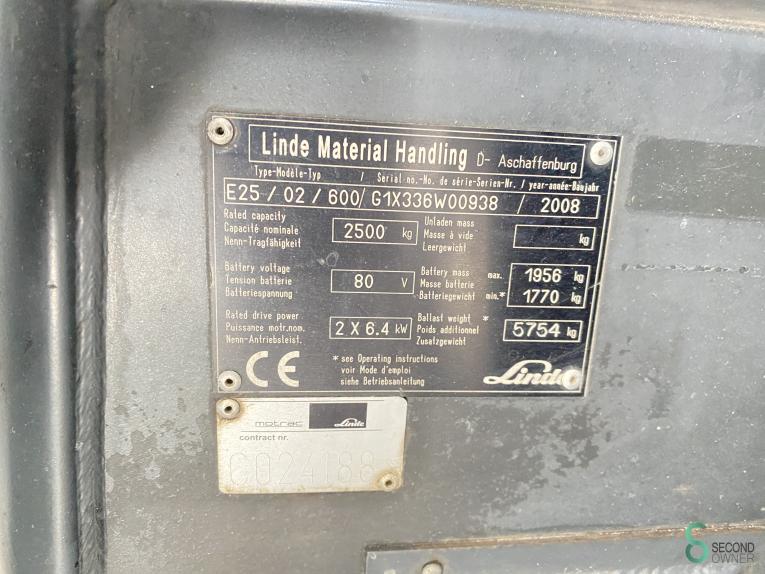 Linde Material Handling D- Aschaffenburg
Type-Modèle-Typ / Serial no.-No. de série-Serien-Nr. / year-année-Baujahr
E25 / 02 / 600 / G1X336W00938 / 2008
Rated capacity
Capacité nominale
Nenn-Tragfähigkeit
2500 kg
Unladen mass
Masse à vide
Leergewicht
kg
Battery voltage
Tension batterie
Batteriespannung
80 V
Battery mass max. 1956 kg
Masse batterie
Batteriegewicht min.* 1770 kg
Rated drive power
Puissance motr.nom.
Nenn-Antriebsleist.
2 X 6.4 kW
Ballast weight *
Poids additionnel
Zusatzgewicht
5754 kg
CE
* see Operating instructions
voir Mode d'emploi
siehe Betriebsanleitung
Linde
motrac Linde
contract nr.
C024188
SECOND
OWNER